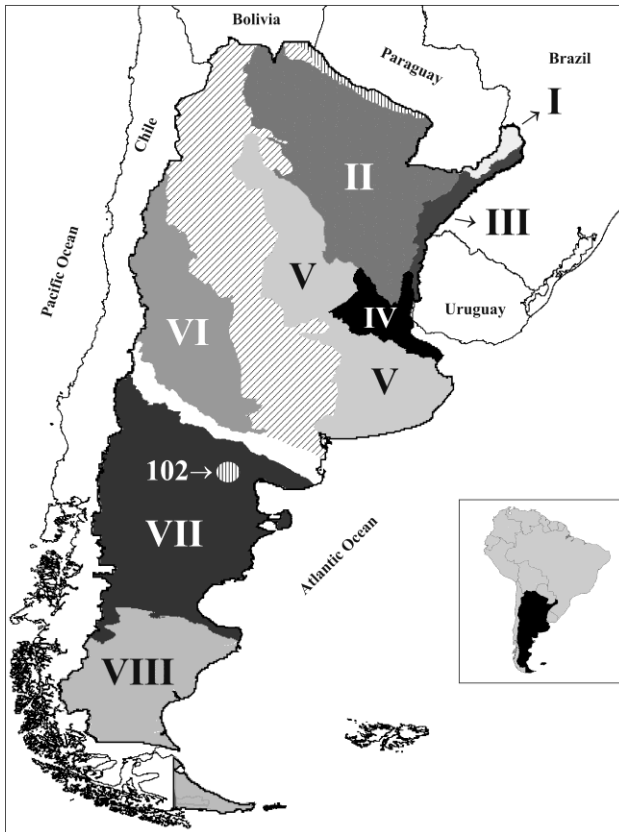 Bolivia
Paraguay
Brazil
I
Chile
II
III
Pacific Ocean
V
IV
Uruguay
VI
V
102→
VII
Atlantic Ocean
VIII